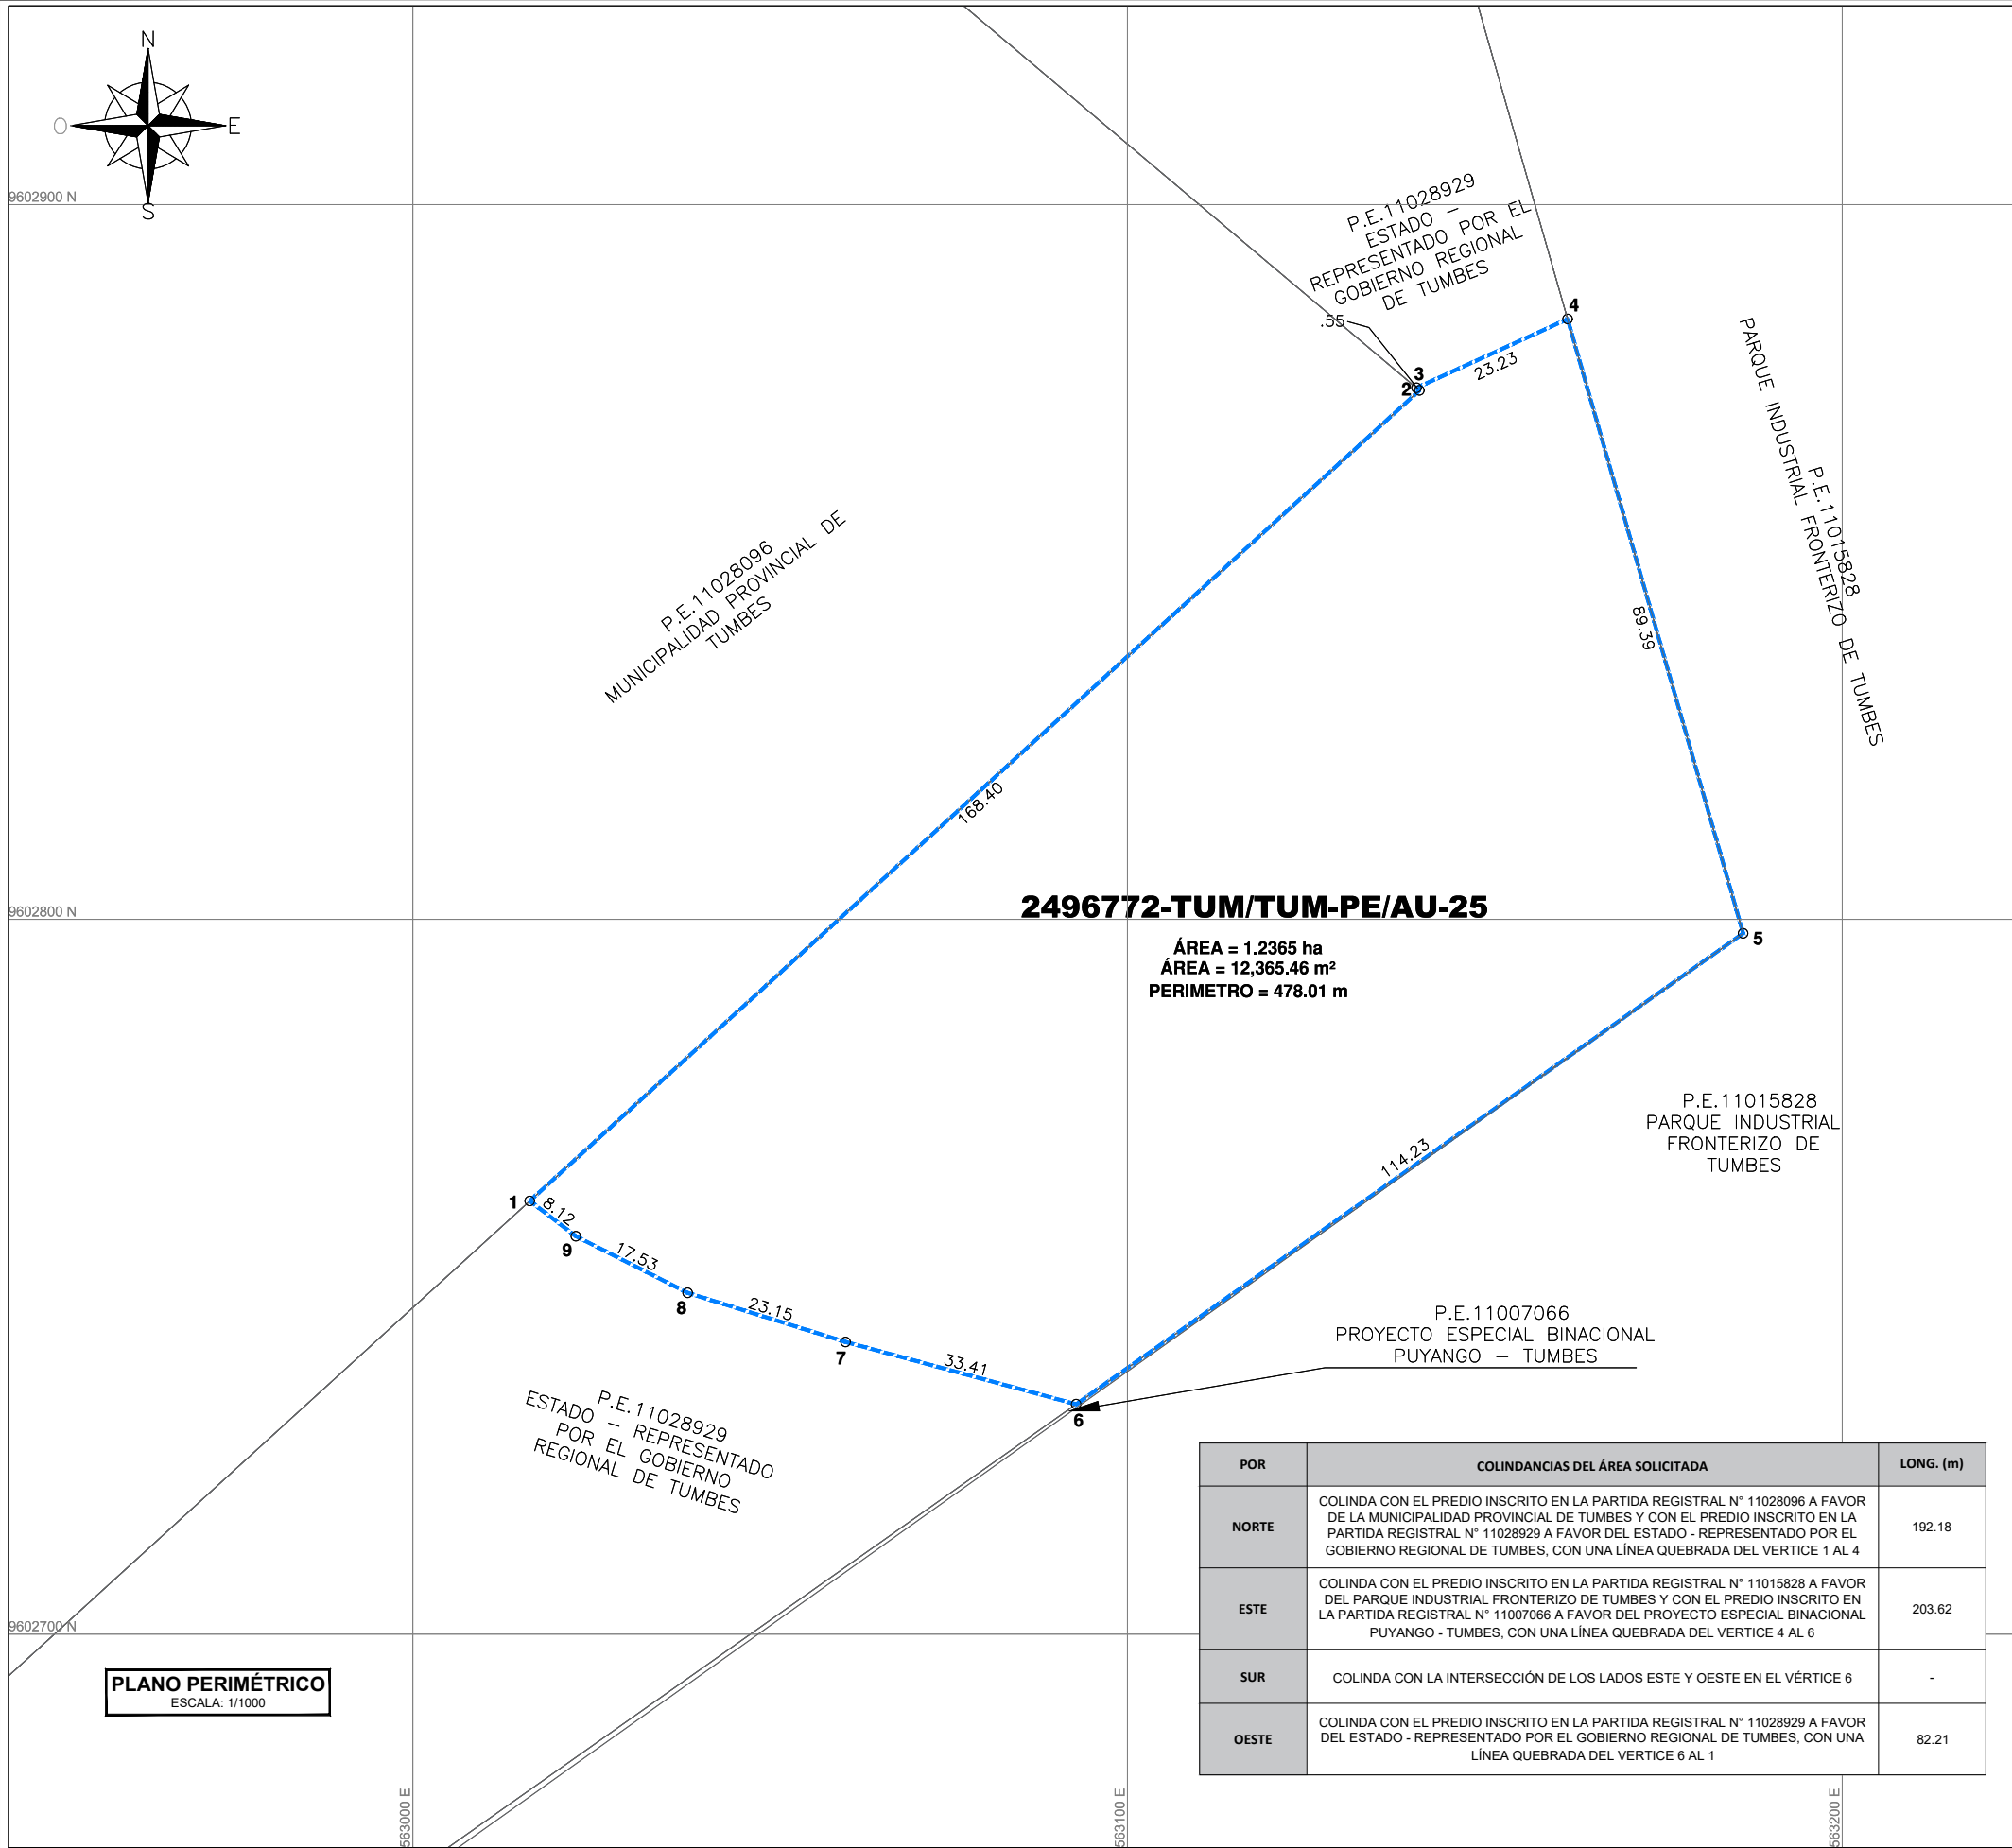 N
O
E
S
9602900 N
P.E.11028929
ESTADO –
REPRESENTADO POR EL
GOBIERNO REGIONAL
DE TUMBES
.55
4
3
2
23.23
PARQUE INDUSTRIAL FRONTERIZO DE TUMBES
P.E.11015828
P.E.11028096
MUNICIPALIDAD PROVINCIAL DE
TUMBES
89.39
168.40
9602800 N
2496772-TUM/TUM-PE/AU-25
ÁREA = 1.2365 ha
ÁREA = 12,365.46 m²
PERIMETRO = 478.01 m
5
P.E.11015828
PARQUE INDUSTRIAL
FRONTERIZO DE
TUMBES
114.23
1
8.12
9
17.53
8
23.15
7
33.41
6
P.E.11007066
PROYECTO ESPECIAL BINACIONAL
PUYANGO – TUMBES
P.E.11028929
ESTADO – REPRESENTADO
POR EL GOBIERNO
REGIONAL DE TUMBES
POR
COLINDANCIAS DEL ÁREA SOLICITADA
LONG. (m)
NORTE
COLINDA CON EL PREDIO INSCRITO EN LA PARTIDA REGISTRAL N° 11028096 A FAVOR
DE LA MUNICIPALIDAD PROVINCIAL DE TUMBES Y CON EL PREDIO INSCRITO EN LA
PARTIDA REGISTRAL N° 11028929 A FAVOR DEL ESTADO - REPRESENTADO POR EL
GOBIERNO REGIONAL DE TUMBES, CON UNA LÍNEA QUEBRADA DEL VERTICE 1 AL 4
192.18
ESTE
COLINDA CON EL PREDIO INSCRITO EN LA PARTIDA REGISTRAL N° 11015828 A FAVOR
DEL PARQUE INDUSTRIAL FRONTERIZO DE TUMBES Y CON EL PREDIO INSCRITO EN
LA PARTIDA REGISTRAL N° 11007066 A FAVOR DEL PROYECTO ESPECIAL BINACIONAL
PUYANGO - TUMBES, CON UNA LÍNEA QUEBRADA DEL VERTICE 4 AL 6
203.62
SUR
COLINDA CON LA INTERSECCIÓN DE LOS LADOS ESTE Y OESTE EN EL VÉRTICE 6
-
OESTE
COLINDA CON EL PREDIO INSCRITO EN LA PARTIDA REGISTRAL N° 11028929 A FAVOR
DEL ESTADO - REPRESENTADO POR EL GOBIERNO REGIONAL DE TUMBES, CON UNA
LÍNEA QUEBRADA DEL VERTICE 6 AL 1
82.21
9602700 N
PLANO PERIMÉTRICO
ESCALA: 1/1000
563000 E
563100 E
563200 E